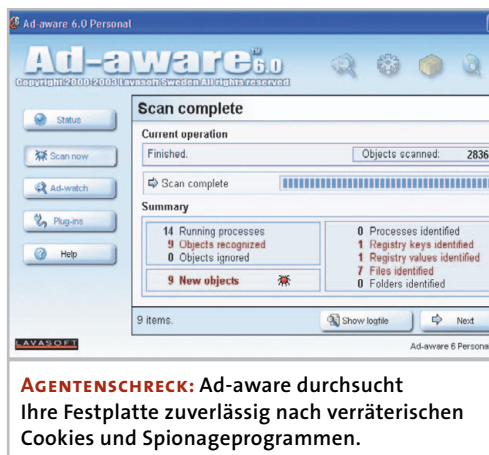 Ad-aware 6.0 Personal
Ad-aware 6.0
Copyright 2000-2003 Lavasoft Sweden All rights reserved
Status
Scan now
Ad-watch
Plug-ins
Help
Scan complete
Current operation
Finished.
Objects scanned: 2836
Scan complete
Summary
14 Running processes
9 Objects recognized
0 Objects ignored
9 New objects
0 Processes identified
1 Registry keys identified
1 Registry values identified
7 Files identified
0 Folders identified
9 items.
Show logfile
Next
LAVASOFT
Ad-aware 6 Persona
AGENTENSCHRECK: Ad-aware durchsucht
Ihre Festplatte zuverlässig nach verräterischen
Cookies und Spionageprogrammen.